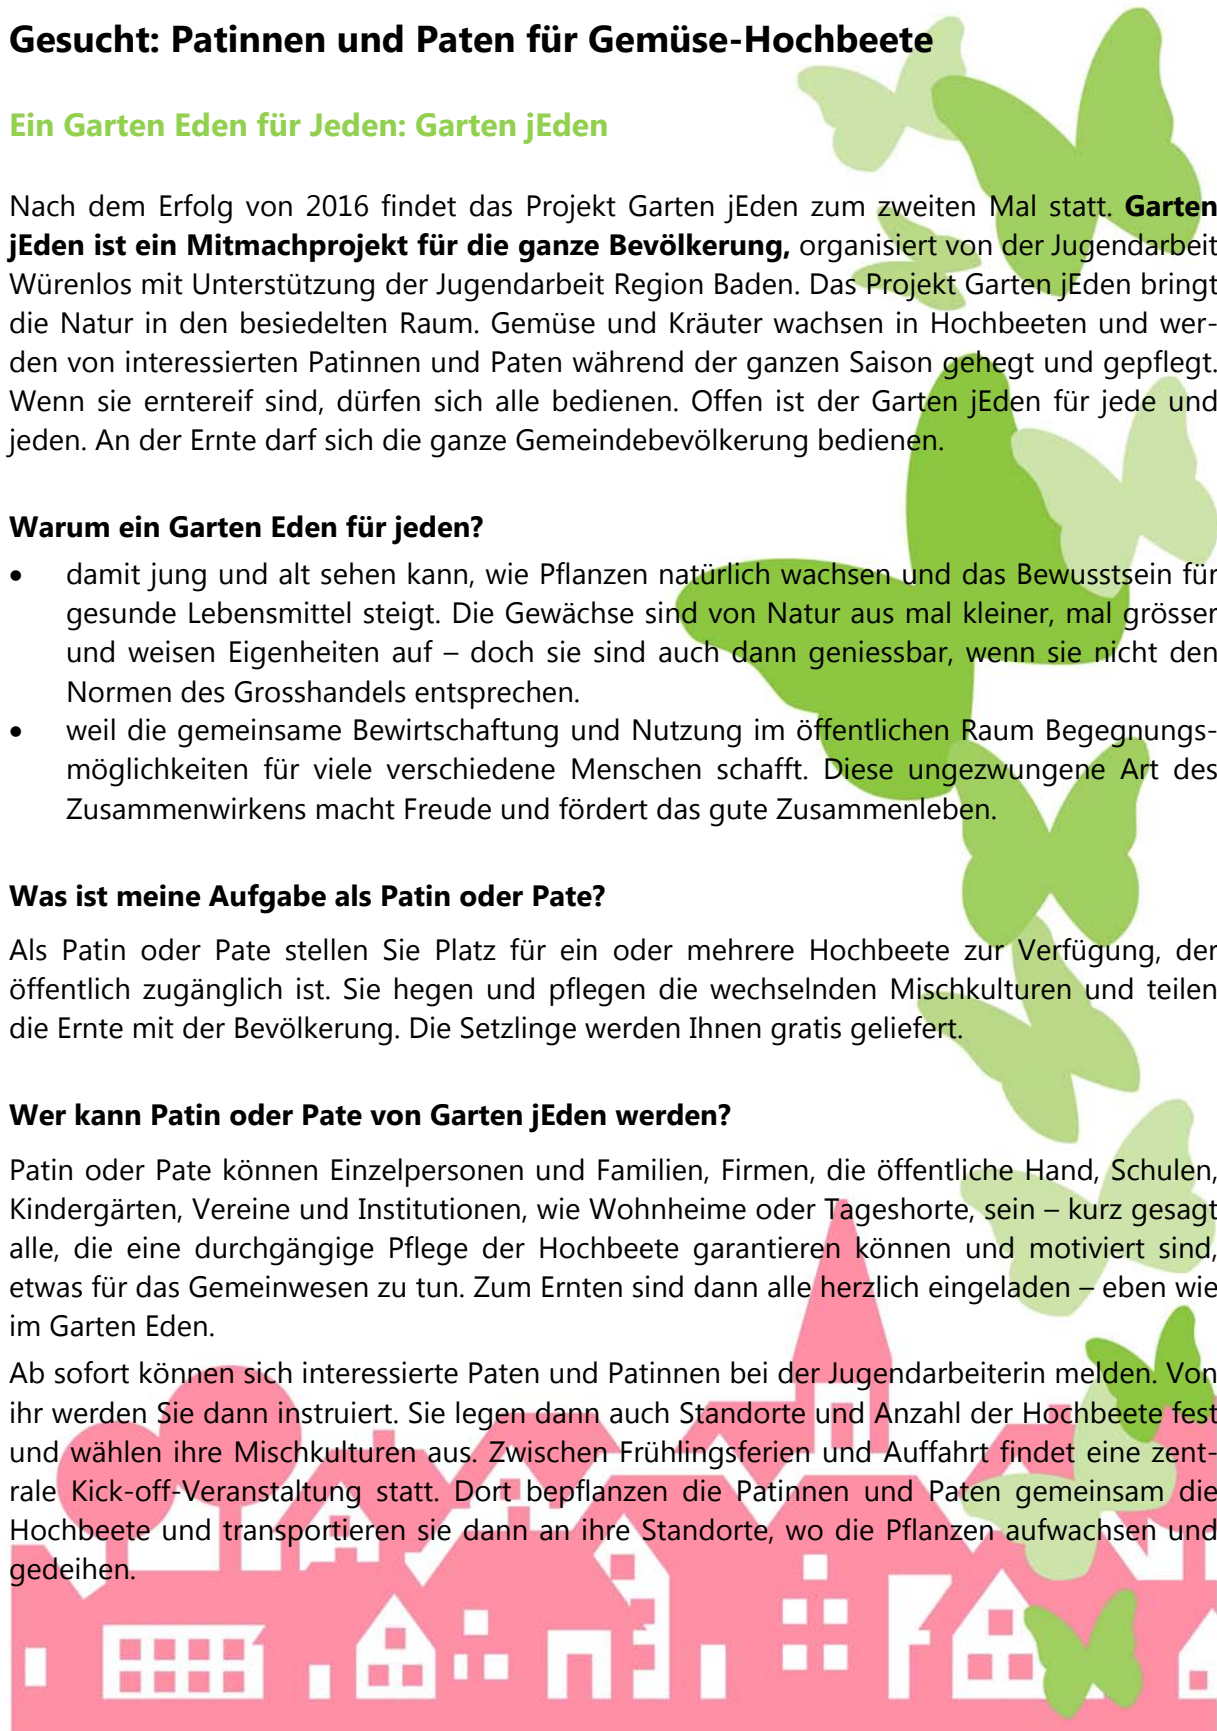 Gesucht: Patinnen und Paten für Gemüse-Hochbeete
Ein Garten Eden für Jeden: Garten jEden
Nach dem Erfolg von 2016 findet das Projekt Garten jEden zum zweiten Mal statt. Garten
jEden ist ein Mitmachprojekt für die ganze Bevölkerung, organisiert von der Jugendarbeit
Würenlos mit Unterstützung der Jugendarbeit Region Baden. Das Projekt Garten jEden bringt
die Natur in den besiedelten Raum. Gemüse und Kräuter wachsen in Hochbeeten und wer-
den von interessierten Patinnen und Paten während der ganzen Saison gehegt und gepflegt.
Wenn sie erntereif sind, dürfen sich alle bedienen. Offen ist der Garten jEden für jede und
jeden. An der Ernte darf sich die ganze Gemeindebevölkerung bedienen.
Warum ein Garten Eden für jeden?
• damit jung und alt sehen kann, wie Pflanzen natürlich wachsen und das Bewusstsein für
gesunde Lebensmittel steigt. Die Gewächse sind von Natur aus mal kleiner, mal grösser
und weisen Eigenheiten auf – doch sie sind auch dann geniessbar, wenn sie nicht den
Normen des Grosshandels entsprechen.
• weil die gemeinsame Bewirtschaftung und Nutzung im öffentlichen Raum Begegnungs-
möglichkeiten für viele verschiedene Menschen schafft. Diese ungezwungene Art des
Zusammenwirkens macht Freude und fördert das gute Zusammenleben.
Was ist meine Aufgabe als Patin oder Pate?
Als Patin oder Pate stellen Sie Platz für ein oder mehrere Hochbeete zur Verfügung, der
öffentlich zugänglich ist. Sie hegen und pflegen die wechselnden Mischkulturen und teilen
die Ernte mit der Bevölkerung. Die Setzlinge werden Ihnen gratis geliefert.
Wer kann Patin oder Pate von Garten jEden werden?
Patin oder Pate können Einzelpersonen und Familien, Firmen, die öffentliche Hand, Schulen,
Kindergärten, Vereine und Institutionen, wie Wohnheime oder Tageshorte, sein – kurz gesagt
alle, die eine durchgängige Pflege der Hochbeete garantieren können und motiviert sind,
etwas für das Gemeinwesen zu tun. Zum Ernten sind dann alle herzlich eingeladen – eben wie
im Garten Eden.
Ab sofort können sich interessierte Paten und Patinnen bei der Jugendarbeiterin melden. Von
ihr werden Sie dann instruiert. Sie legen dann auch Standorte und Anzahl der Hochbeete fest
und wählen ihre Mischkulturen aus. Zwischen Frühlingsferien und Auffahrt findet eine zent-
rale Kick-off-Veranstaltung statt. Dort bepflanzen die Patinnen und Paten gemeinsam die
Hochbeete und transportieren sie dann an ihre Standorte, wo die Pflanzen aufwachsen und
gedeihen.